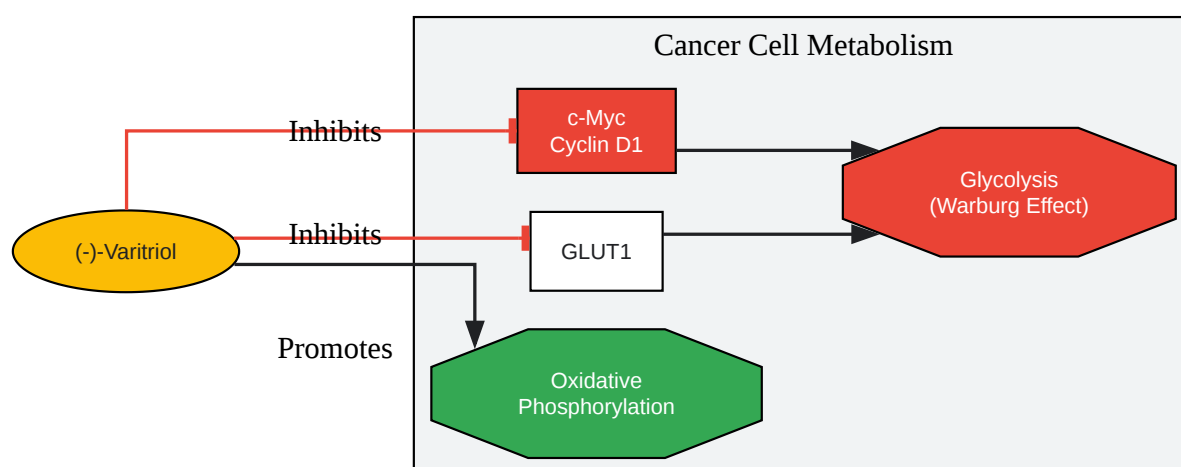 Cancer Cell Metabolism
Inhibits
c-Myc
Cyclin D1
Glycolysis
(Warburg Effect)
(-)-Varitriol
Inhibits
GLUT1
Promotes
Oxidative
Phosphorylation